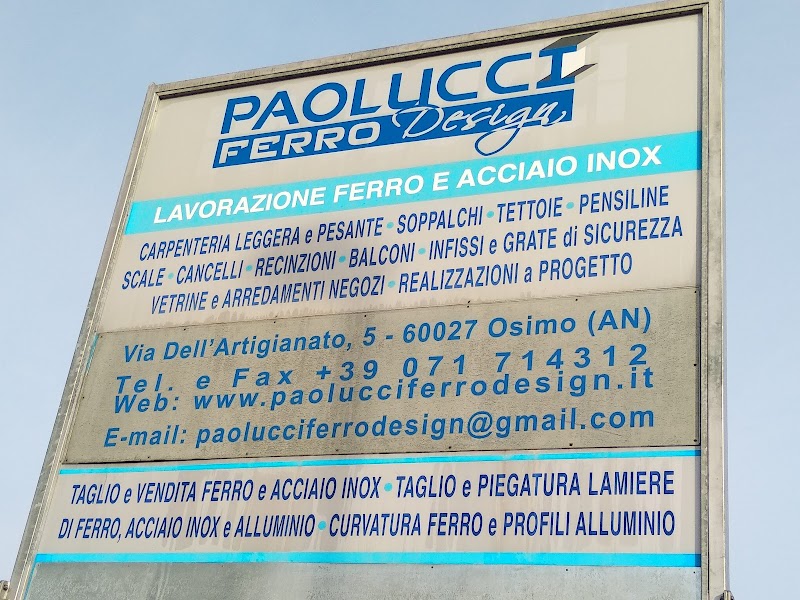 PAOLUCCI
FERRO Design
LAVORAZIONE FERRO E ACCIAIO INOX
CARPENTERIA LEGGERA e PESANTE • SOPPALCHI • TETTOIE • PENSILINE
SCALE • CANCELLI • RECINZIONI • BALCONI • INFISSI e GRATE di SICUREZZA
VETRINE e ARREDAMENTI NEGOZI • REALIZZAZIONI a PROGETTO
Via Dell'Artigianato, 5 - 60027 Osimo (AN)
Tel. e Fax +39 071 714312
Web: www.paolucciferrodesign.it
E-mail: paolucciferrodesign@gmail.com
TAGLIO e VENDITA FERRO e ACCIAIO INOX • TAGLIO e PIEGATURA LAMIERE
DI FERRO, ACCIAIO INOX e ALLUMINIO • CURVATURA FERRO e PROFILI ALLUMINIO